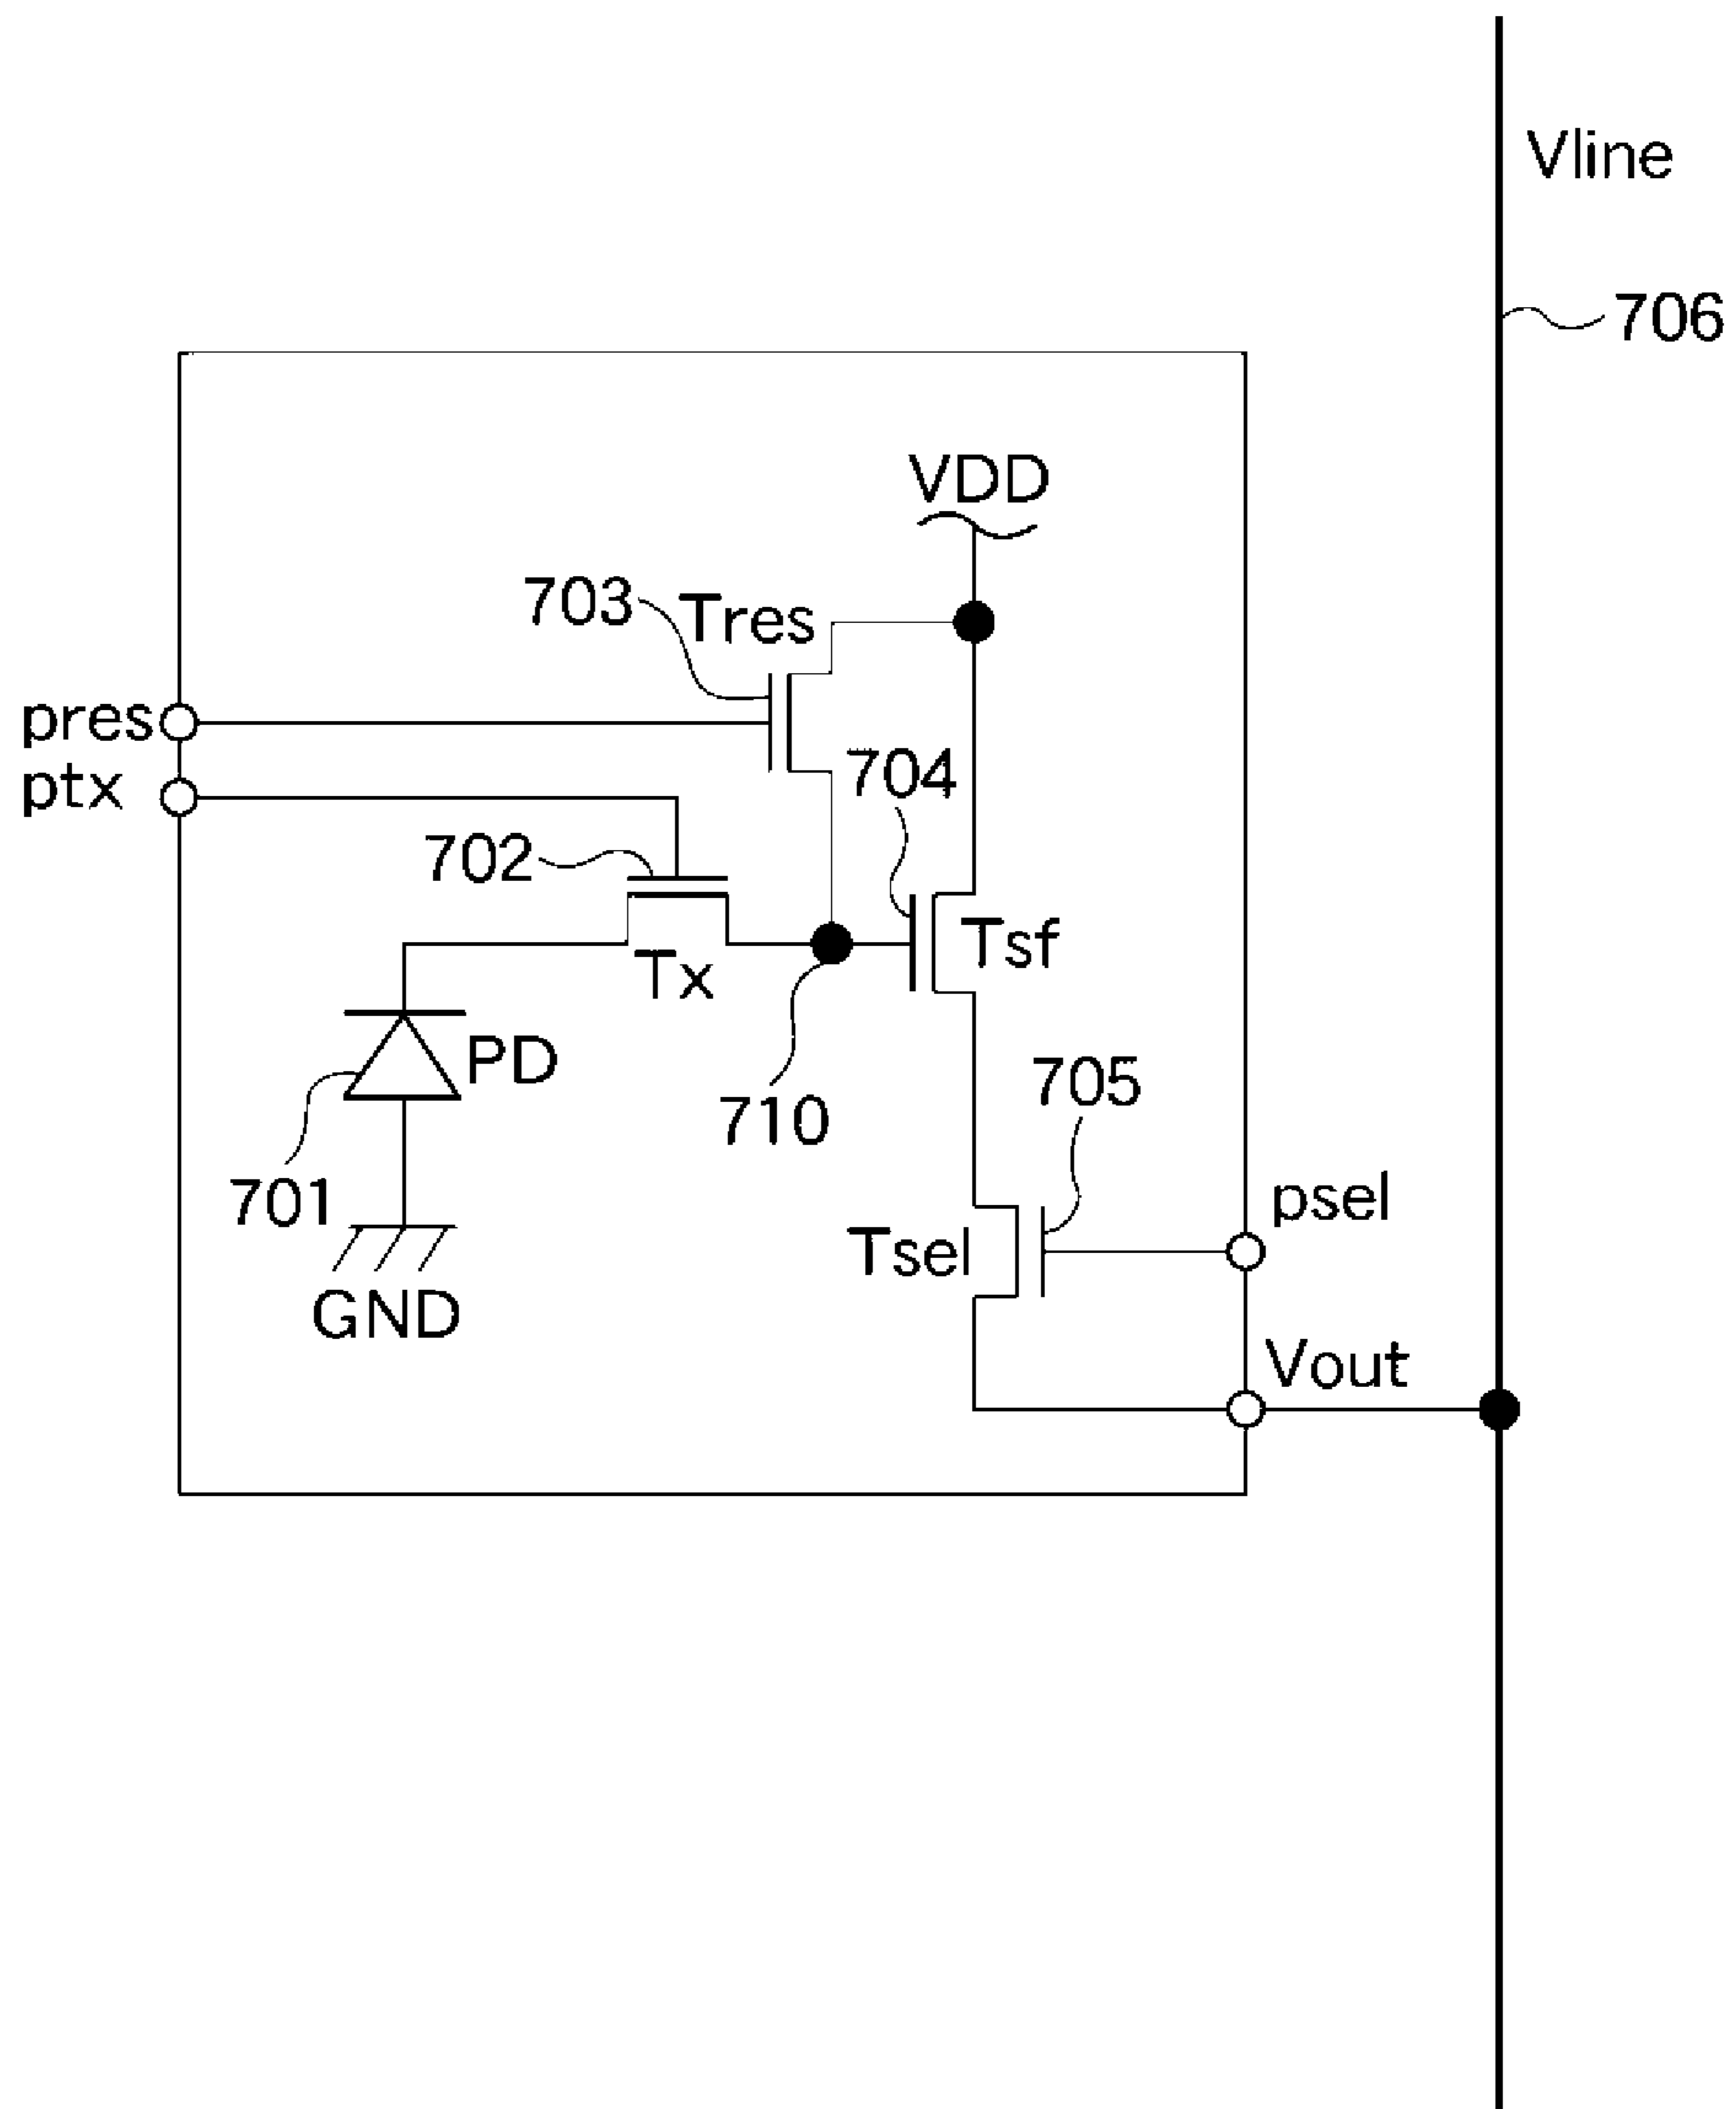 Vline
706
VDD
703
Tres
pres
704
ptx
702
Tsf
Tx
PD
705
710
701
psel
Tsel
GND
Vout